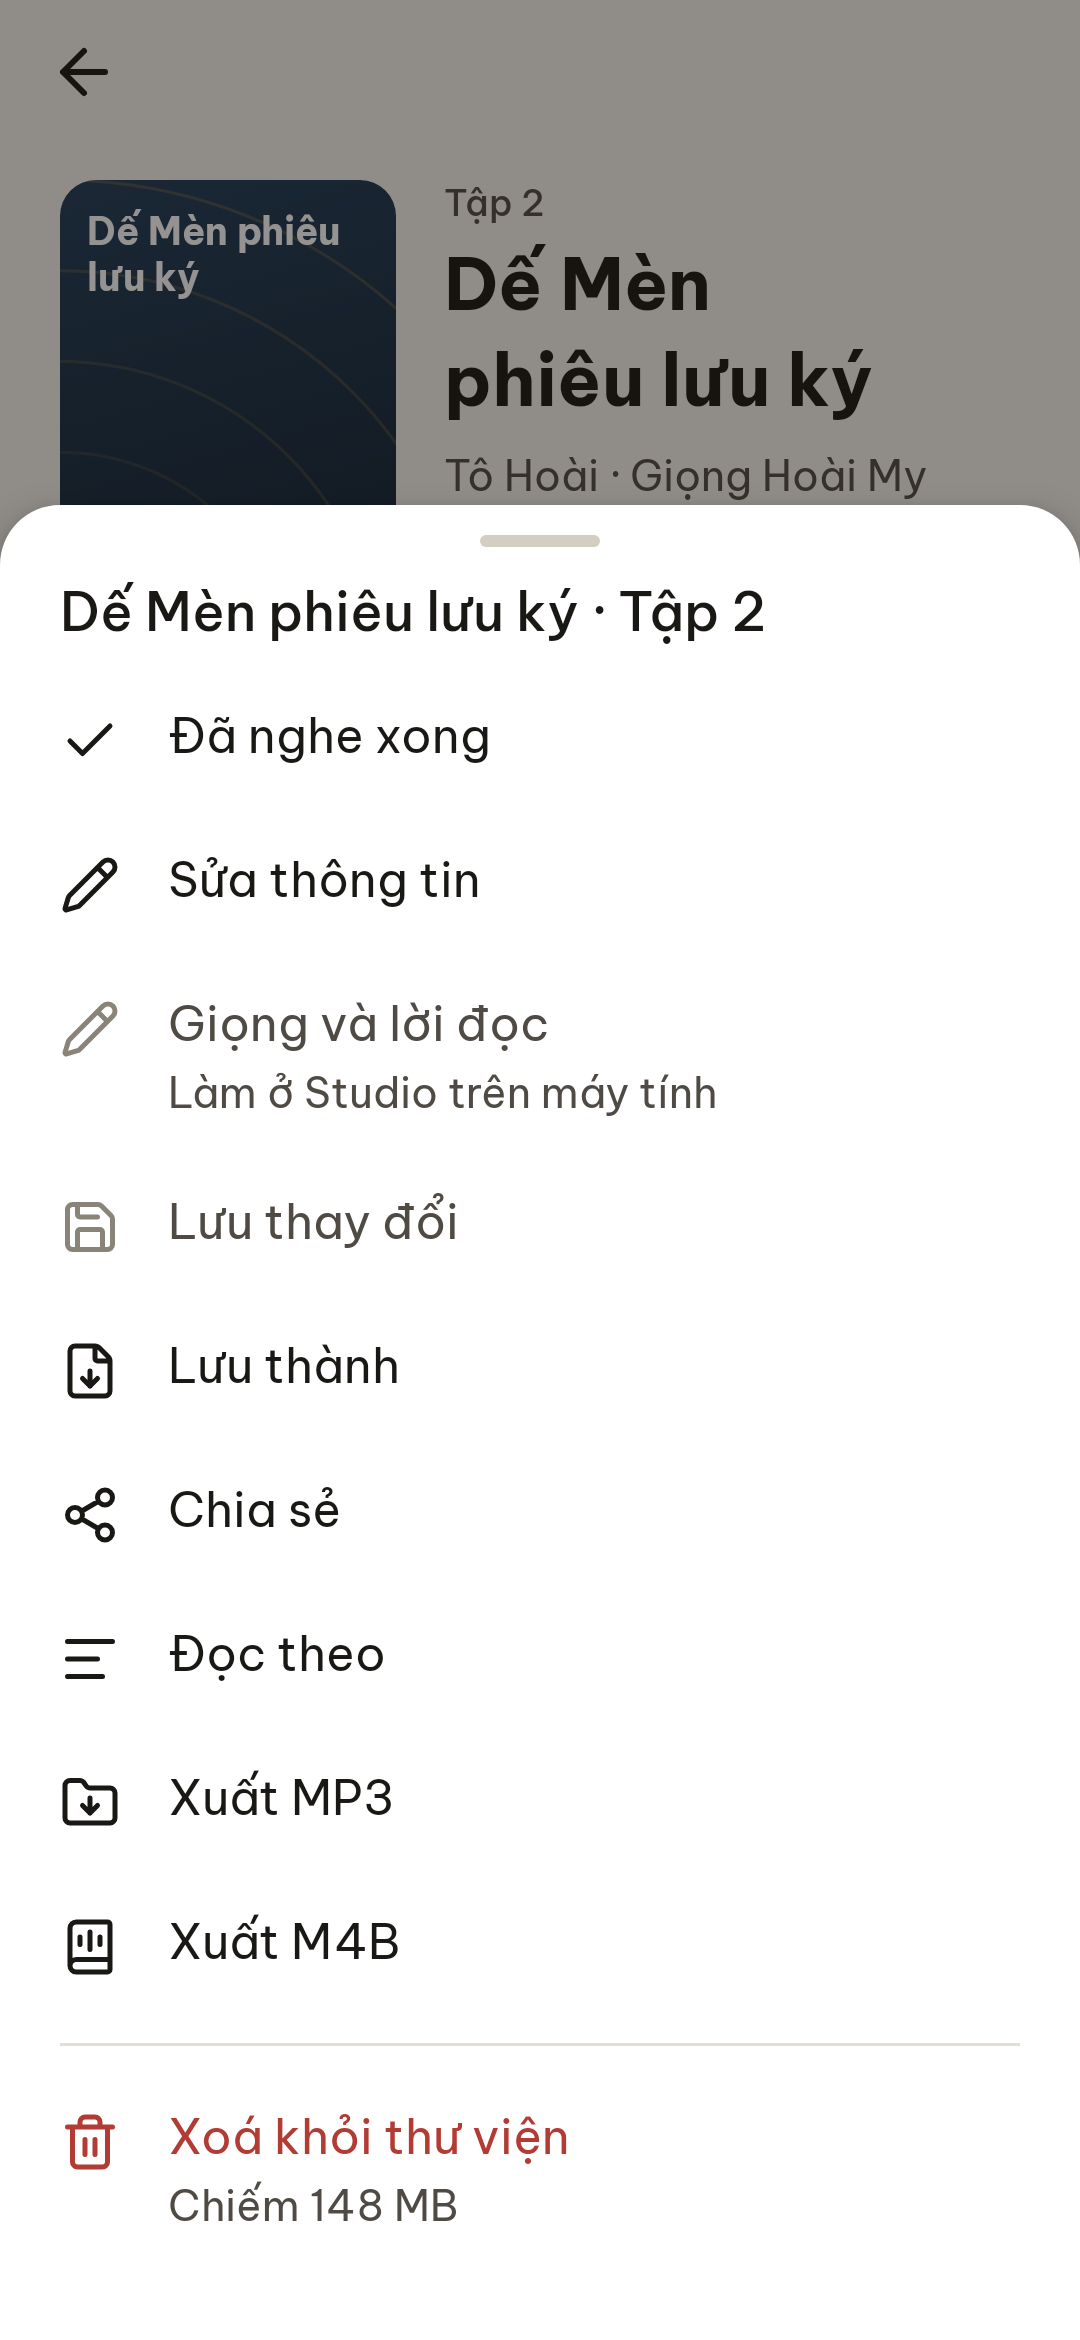 Dế Mèn phiêu
lưu ký
Tập 2
Dế Mèn
phiêu lưu ký
Tô Hoài · Giọng Hoài My
Dế Mèn phiêu lưu ký · Tập 2
Đã nghe xong
Sửa thông tin
Giọng và lời đọc
Làm ở Studio trên máy tính
Lưu thay đổi
Lưu thành
Chia sẻ
Đọc theo
Xuất MP3
Xuất M4B
Xoá khỏi thư viện
Chiếm 148 MB